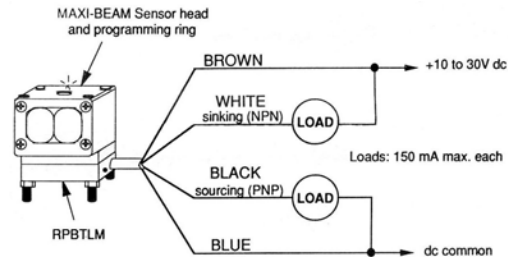 MAXI-BEAM Sensor head
and programming ring
BROWN
+10 to 30V dc
WHITE
sinking (NPN)
LOAD
Loads: 150 mA max. each
BLACK
sourcing (PNP)
LOAD
RPBTLM
BLUE
dc common